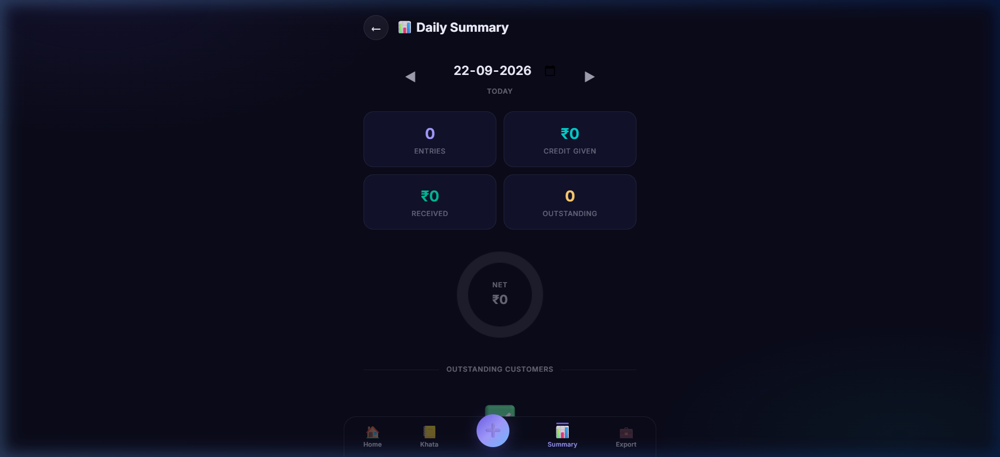 ←
📊 Daily Summary
◀ 22-09-2026 ▶
TODAY
0
ENTRIES
₹0
CREDIT GIVEN
₹0
RECEIVED
0
OUTSTANDING
NET
₹0
OUTSTANDING CUSTOMERS
Home
Khata
+
Summary
Export